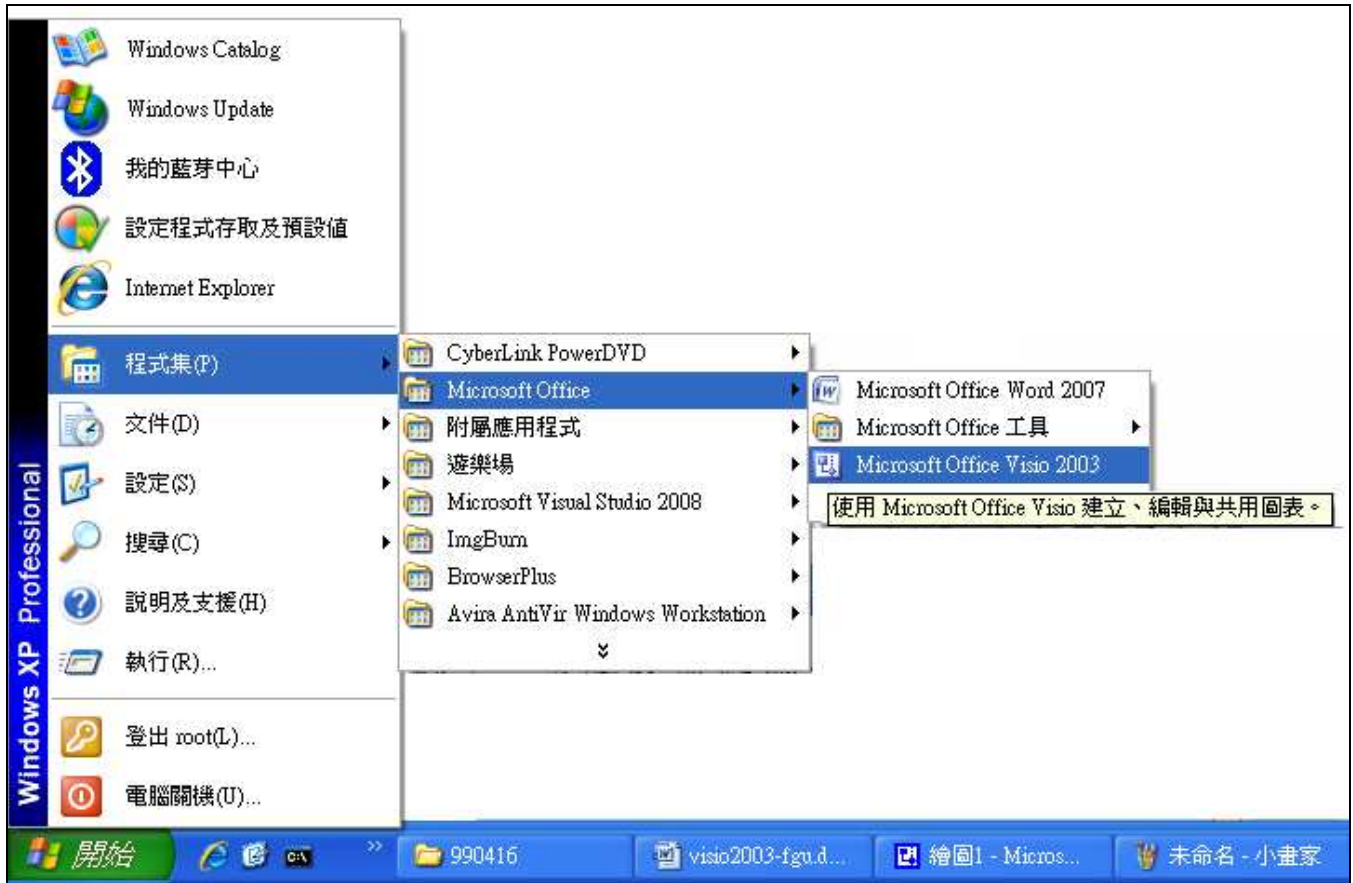 Windows XP Professional
Windows Catalog
Windows Update
我的藍芽中心
設定程式存取及預設值
Internet Explorer
程式集(P)
文件(D)
設定(S)
搜尋(C)
說明及支援(H)
執行(R)...
登出 root(L)...
電腦關機(U)...
CyberLink PowerDVD
Microsoft Office
附屬應用程式
遊樂場
Microsoft Visual Studio 2008
ImgBurn
BrowserPlus
Avira AntiVir Windows Workstation
Microsoft Office Word 2007
Microsoft Office 工具
Microsoft Office Visio 2003
使用 Microsoft Office Visio 建立、編輯與共用圖表。
開始
C:\
990416
visio2003-fgu.d...
繪圖1 - Micros...
未命名 - 小畫家